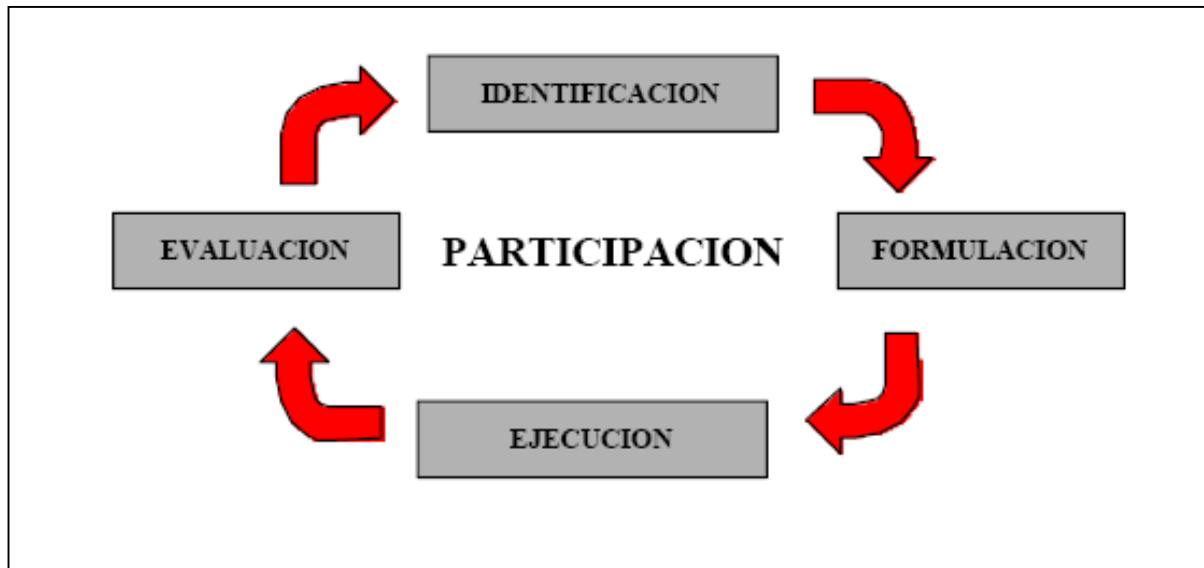 IDENTIFICACION
EVALUACION
PARTICIPACION
FORMULACION
EJECUCION